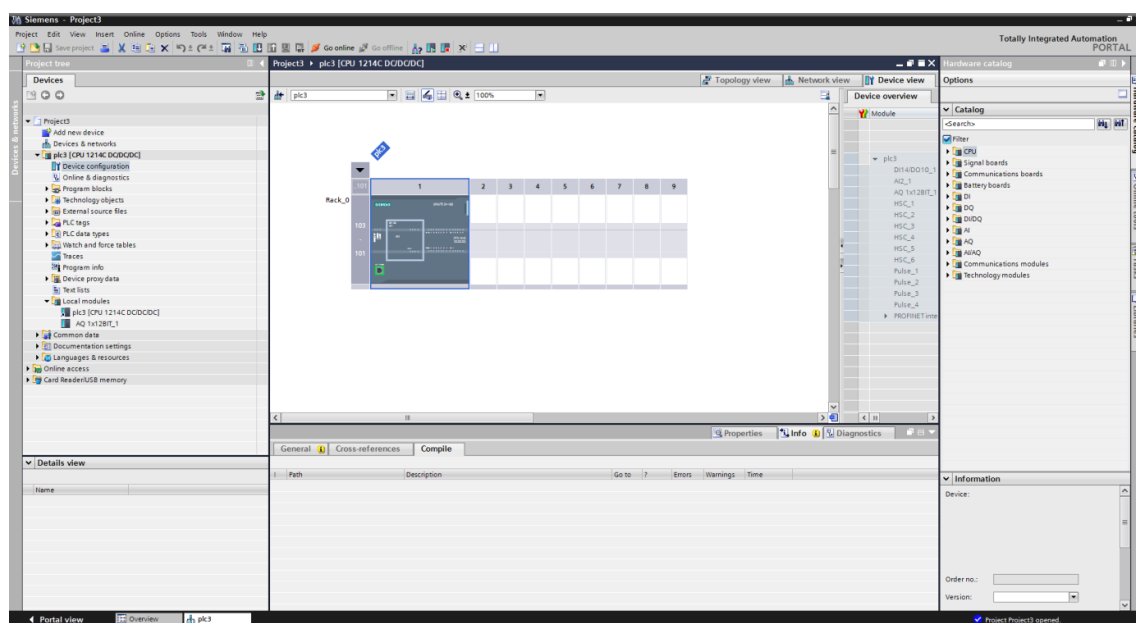 Siemens - Project3
Project Edit View Insert Online Options Tools Window Help
Save project
Go online
Go offline
Totally Integrated Automation
PORTAL
Project tree
Devices
Devices & networks
Project3
Add new device
Devices & networks
plc3 [CPU 1214C DC/DC/DC]
Device configuration
Online & diagnostics
Program blocks
Technology objects
External source files
PLC tags
PLC data types
Watch and force tables
Traces
Program info
Device proxy data
Text lists
Local modules
plc3 [CPU 1214C DC/DC/DC]
AQ 1x12BIT_1
Common data
Documentation settings
Languages & resources
Online access
Card Reader/USB memory
Details view
Name
Project3 plc3 [CPU 1214C DC/DC/DC]
Topology view Network view Device view
plc3
100%
plc3
101 1 2 3 4 5 6 7 8 9
Rack_0
103
101
Device overview
Module
plc3
DI14/DO10_1
AI2_1
AQ 1x12BIT_1
HSC_1
HSC_2
HSC_3
HSC_4
HSC_5
HSC_6
Pulse_1
Pulse_2
Pulse_3
Pulse_4
PROFINET inte
Properties Info Diagnostics
General Cross-references Compile
! Path Description Go to ? Errors Warnings Time
Hardware catalog
Options
Catalog
<Search>
Filter
CPU
Signal boards
Communications boards
Battery boards
DI
DQ
DI/DQ
AI
AQ
AI/AQ
Communications modules
Technology modules
Information
Device:
Order no.:
Version:
Portal view Overview plc3
Project Project3 opened.